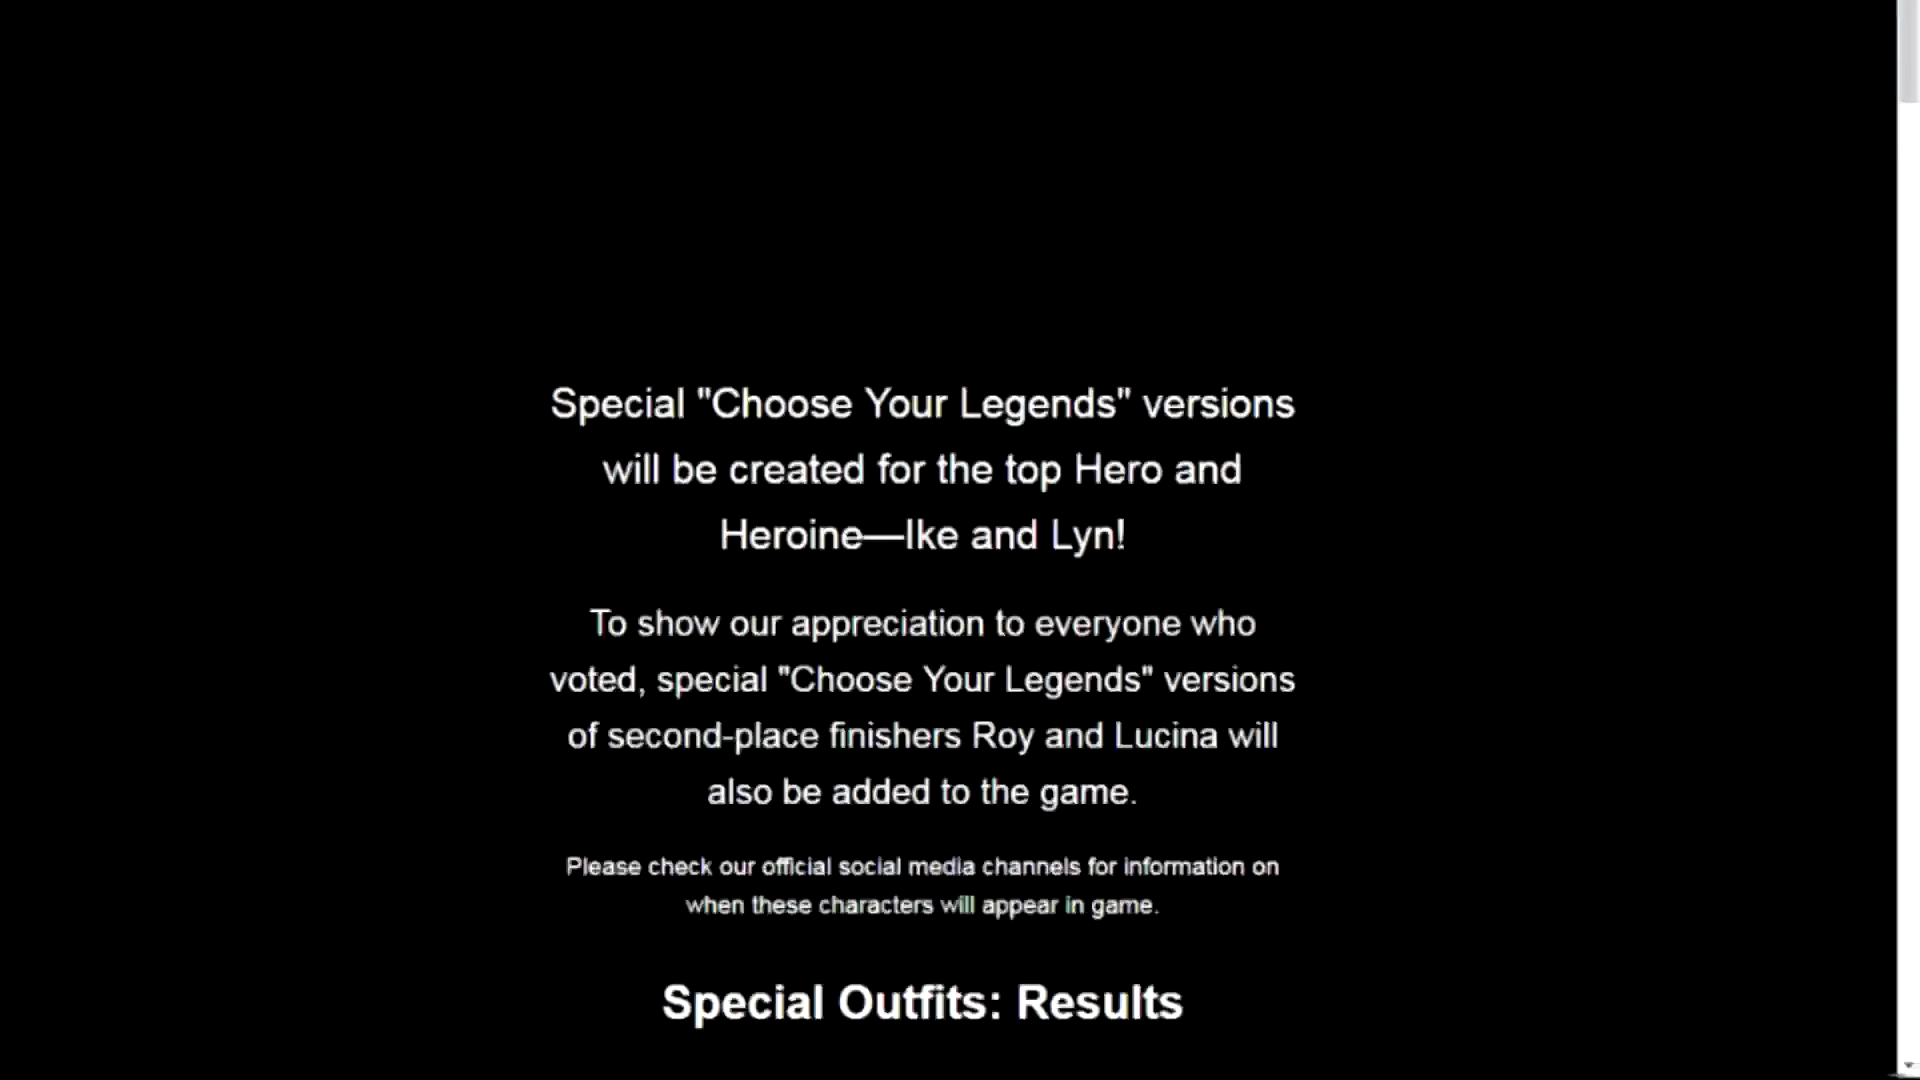 Special "Choose Your Legends" versions
will be created for the top Hero and
Heroine—Ike and Lyn!
To show our appreciation to everyone who
voted, special "Choose Your Legends" versions
of second-place finishers Roy and Lucina will
also be added to the game.
Please check our official social media channels for information on
when these characters will appear in game.
Special Outfits: Results